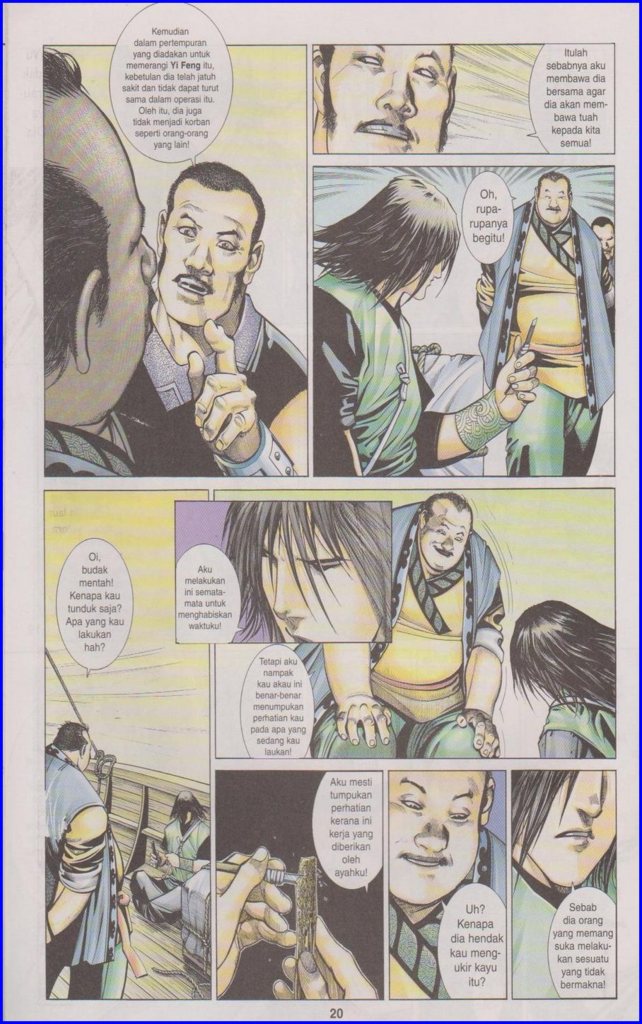 Kemudian
dalam pertempuran
yang diadakan untuk
memerangi Yi Feng itu,
kebetulan dia telah jatuh
sakit dan tidak dapat turut
sama dalam operasi itu.
Oleh itu, dia juga
tidak menjadi korban
seperti orang-orang
yang lain!
Itulah
sebabnya aku
membawa dia
bersama agar
dia akan mem-
bawa tuah
kepada kita
semua!
Oh,
rupa-
rupanya
begitu!
Oi,
budak
mentah!
Kenapa kau
tunduk saja?
Apa yang kau
lakukan
hah?
Aku
melakukan
ini semata-
mata untuk
menghabiskan
waktuku!
Tetapi aku
nampak
kau akau ini
benar-benar
menumpukan
perhatian kau
pada apa yang
sedang kau
laukan!
Aku mesti
tumpukan
perhatian
kerana ini
kerja yang
diberikan
oleh
ayahku!
Uh?
Kenapa
dia hendak
kau meng-
ukir kayu
itu?
Sebab
dia orang
yang memang
suka melaku-
kan sesuatu
yang tidak
bermakna!
20